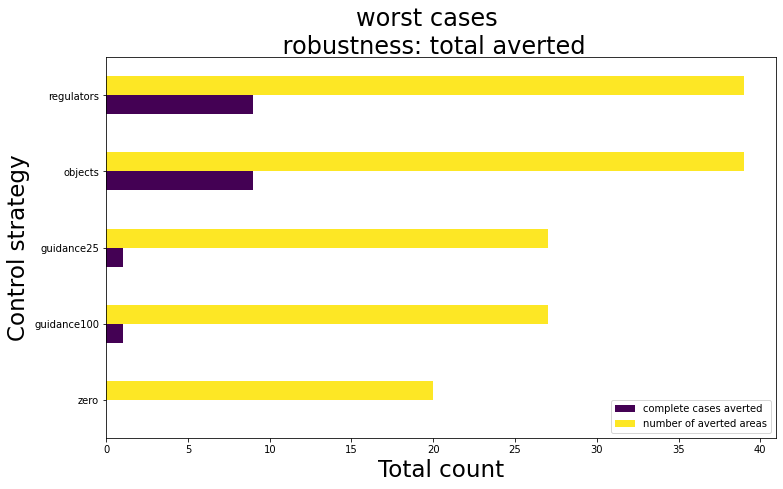 worst cases
robustness: total averted
Control strategy
regulators
objects
guidance25
guidance100
zero
complete cases averted
number of averted areas
0 5 10 15 20 25 30 35 40
Total count